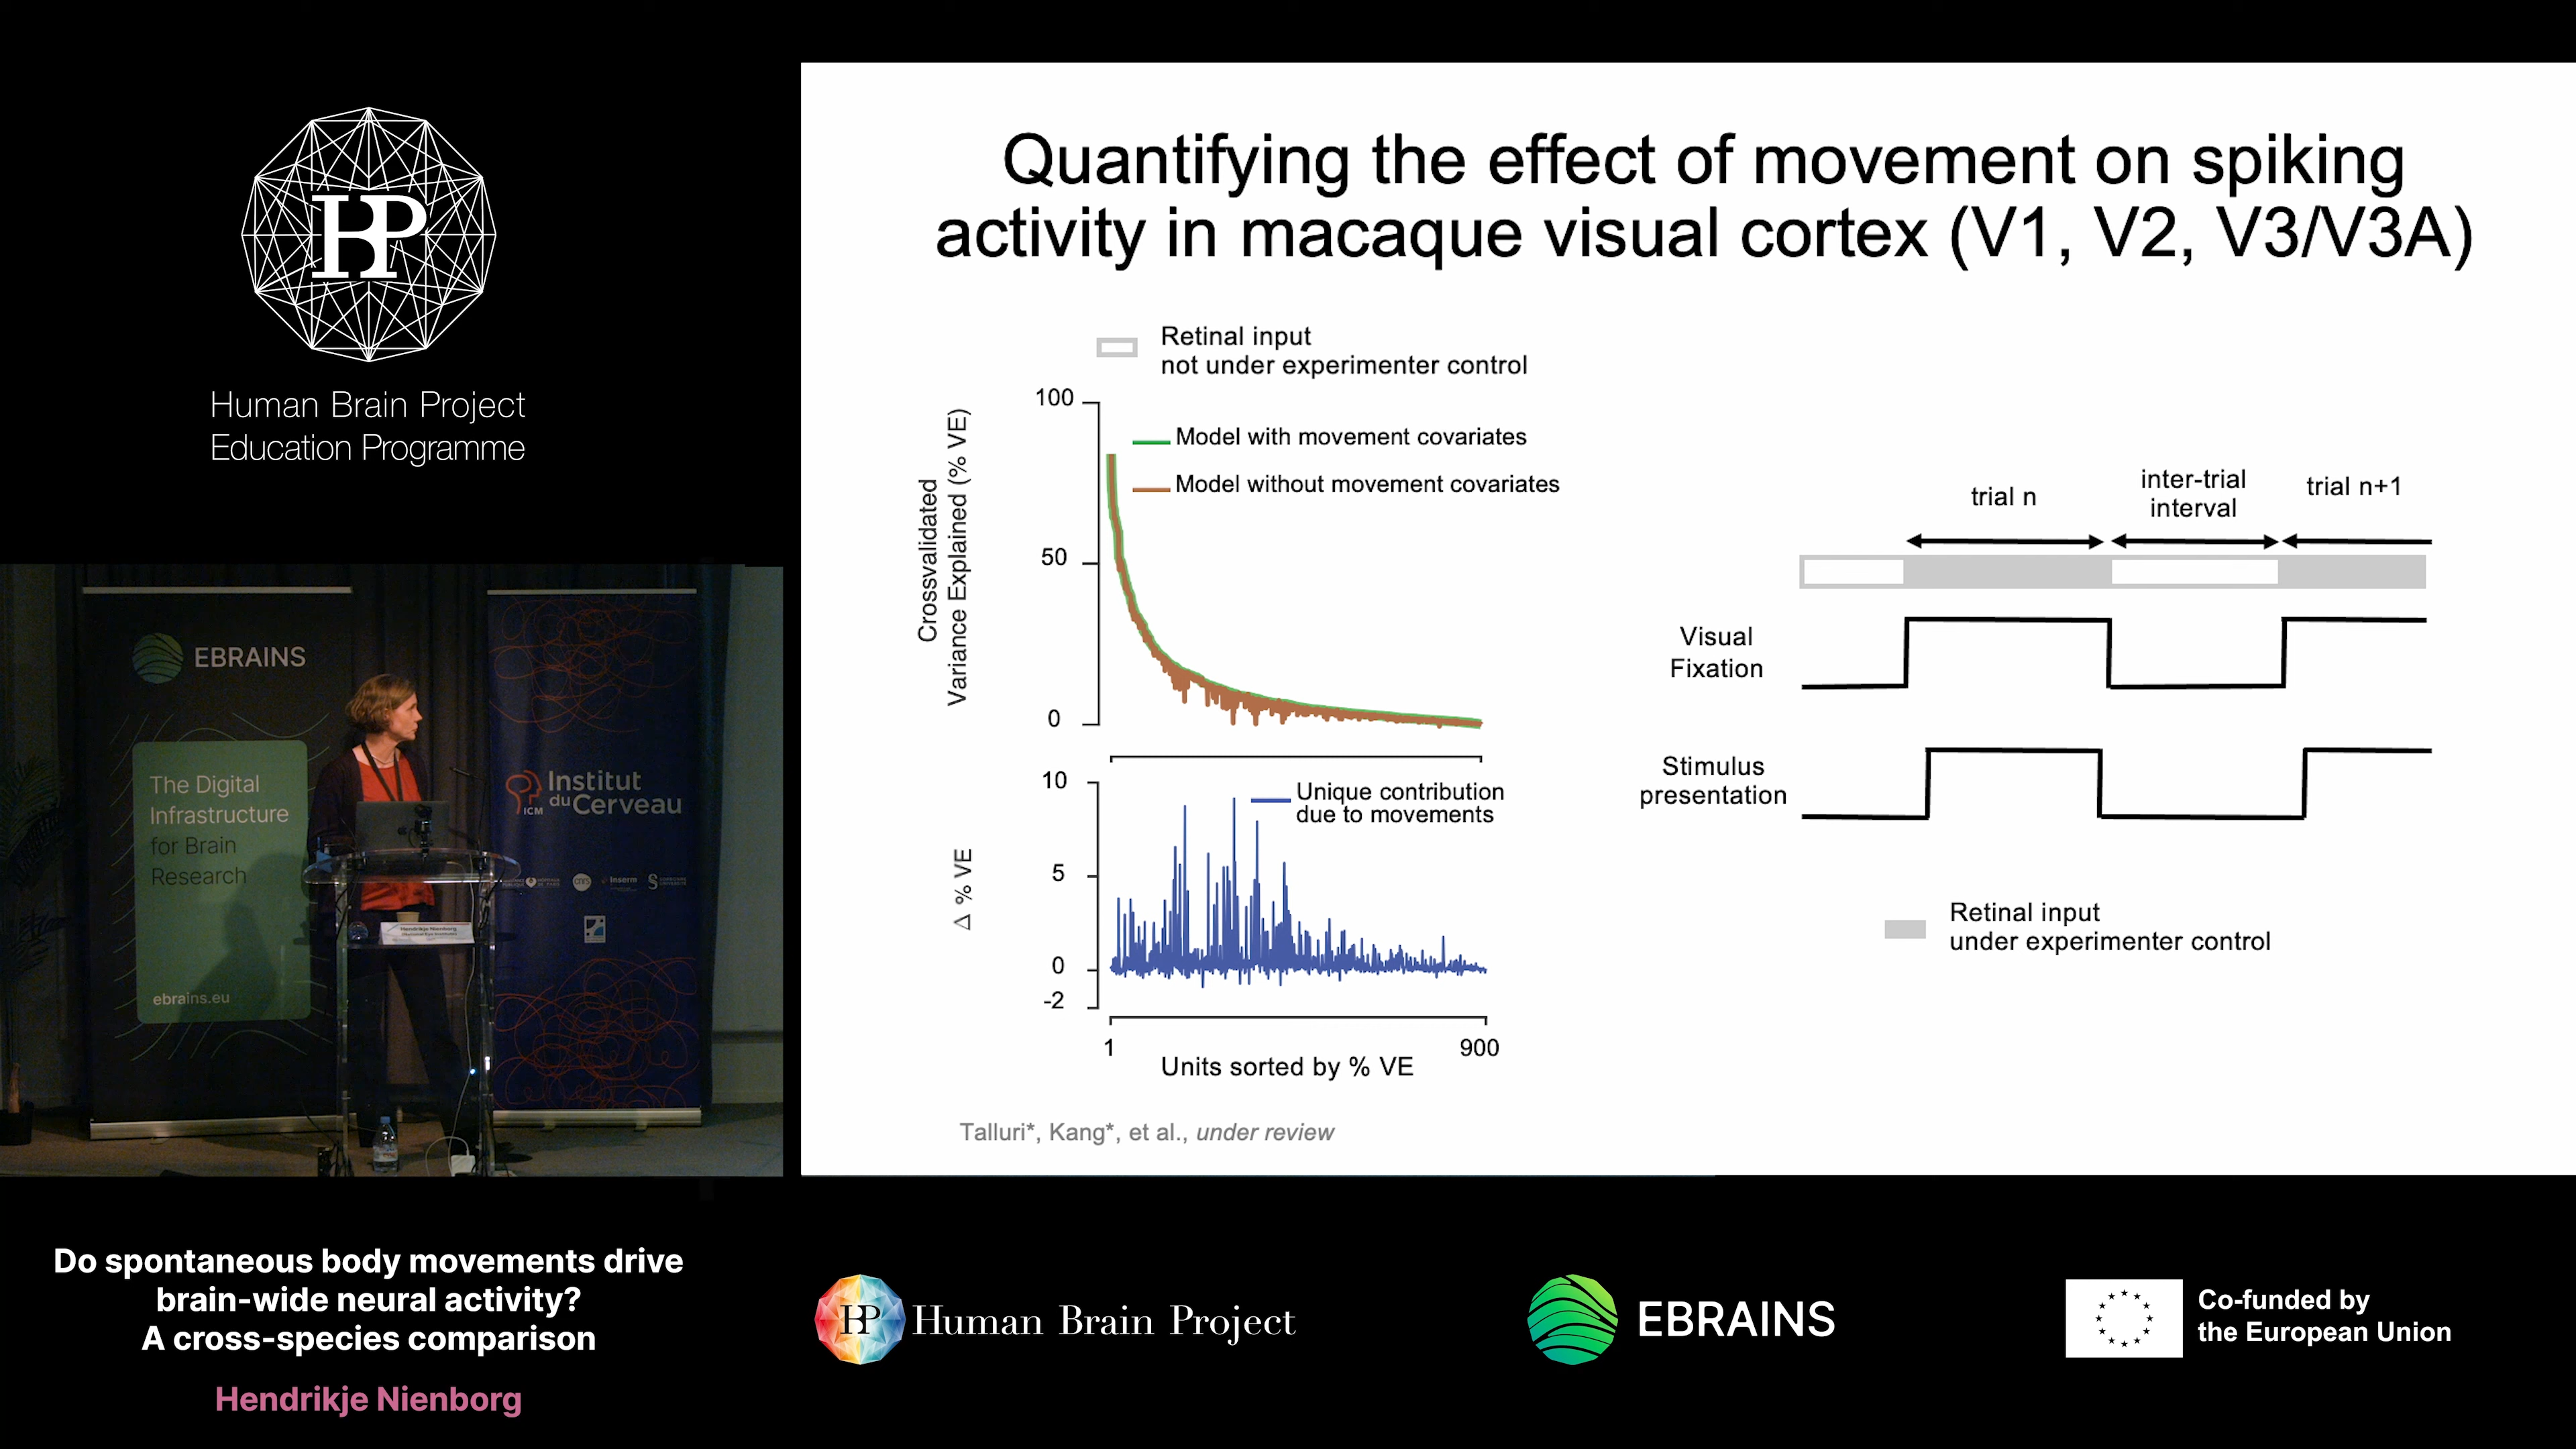 HBP
Human Brain Project
Education Programme
EBRAINS
The Digital
Infrastructure
for Brain
Research
ebrains.eu
Institut
du Cerveau
ICM
cnrs
Inserm
Hendrikje Nienborg
Do spontaneous body movements drive
brain-wide neural activity?
A cross-species comparison
Hendrikje Nienborg
Quantifying the effect of movement on spiking
activity in macaque visual cortex (V1, V2, V3/V3A)
Retinal input
not under experimenter control
Crossvalidated
Variance Explained (% VE)
100
50
0
Model with movement covariates
Model without movement covariates
Δ % VE
10
5
0
-2
Unique contribution
due to movements
1
900
Units sorted by % VE
Talluri*, Kang*, et al., under review
trial n
inter-trial
interval
trial n+1
Visual
Fixation
Stimulus
presentation
Retinal input
under experimenter control
HBP Human Brain Project
EBRAINS
Co-funded by
the European Union